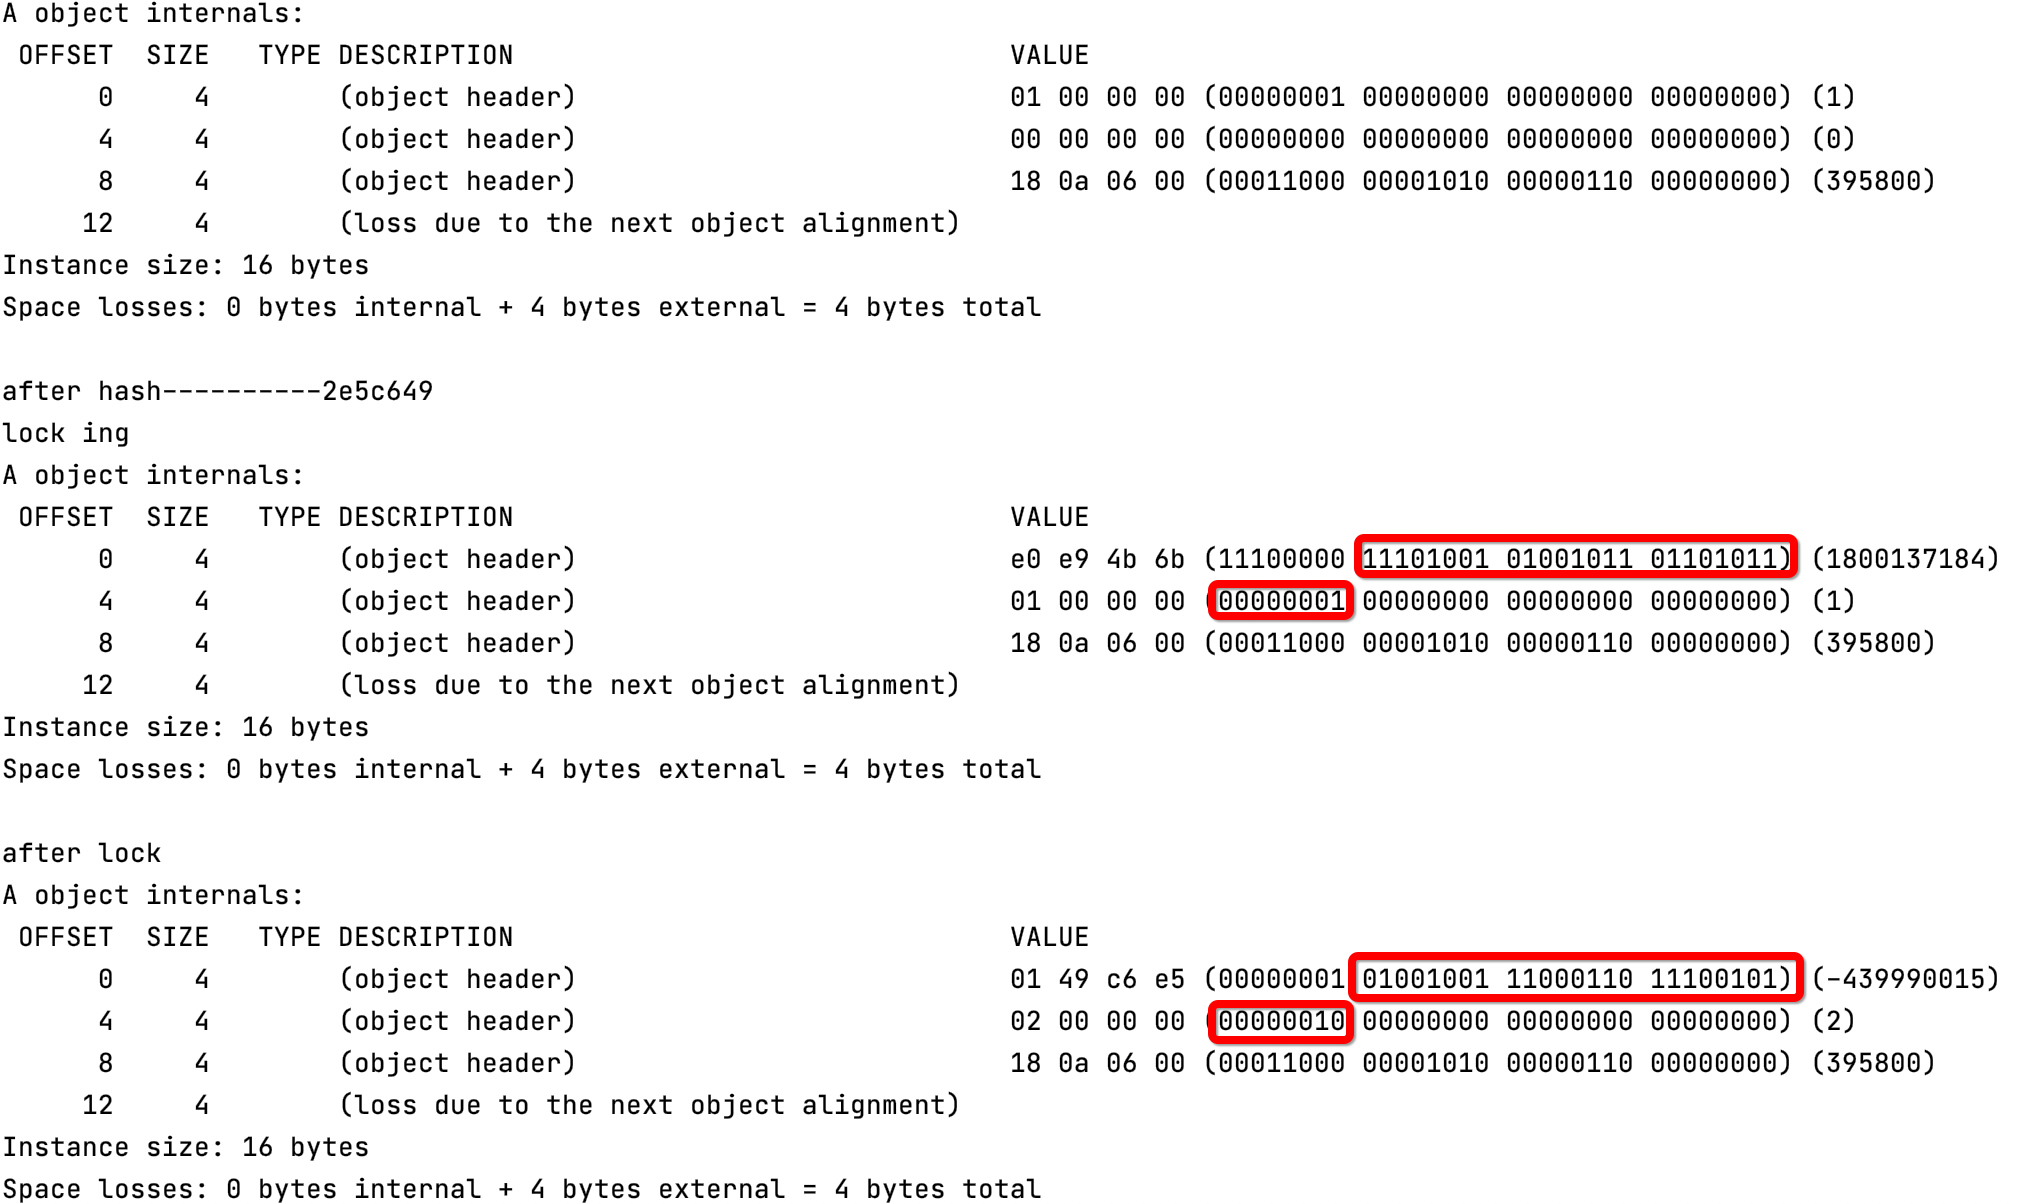 A object internals:
 OFFSET  SIZE   TYPE DESCRIPTION                               VALUE
      0     4        (object header)                           01 00 00 00 (00000001 00000000 00000000 00000000) (1)
      4     4        (object header)                           00 00 00 00 (00000000 00000000 00000000 00000000) (0)
      8     4        (object header)                           18 0a 06 00 (00011000 00001010 00000110 00000000) (395800)
     12     4        (loss due to the next object alignment)
Instance size: 16 bytes
Space losses: 0 bytes internal + 4 bytes external = 4 bytes total

after hash----------2e5c649
lock ing
A object internals:
 OFFSET  SIZE   TYPE DESCRIPTION                               VALUE
      0     4        (object header)                           e0 e9 4b 6b (11100000 11101001 01001011 01101011) (1800137184)
      4     4        (object header)                           01 00 00 00 (00000001 00000000 00000000 00000000) (1)
      8     4        (object header)                           18 0a 06 00 (00011000 00001010 00000110 00000000) (395800)
     12     4        (loss due to the next object alignment)
Instance size: 16 bytes
Space losses: 0 bytes internal + 4 bytes external = 4 bytes total

after lock
A object internals:
 OFFSET  SIZE   TYPE DESCRIPTION                               VALUE
      0     4        (object header)                           01 49 c6 e5 (00000001 01001001 11000110 11100101) (-439990015)
      4     4        (object header)                           02 00 00 00 (00000010 00000000 00000000 00000000) (2)
      8     4        (object header)                           18 0a 06 00 (00011000 00001010 00000110 00000000) (395800)
     12     4        (loss due to the next object alignment)
Instance size: 16 bytes
Space losses: 0 bytes internal + 4 bytes external = 4 bytes total